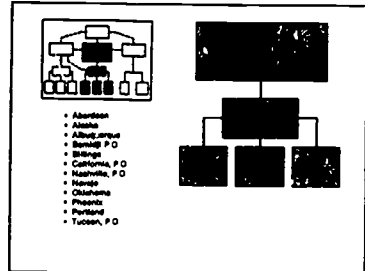 • Aberdeen
• Alaska
• Albuquerque
• Bemidji, P O
• Billings
• California, P O
• Nashville, P O
• Navajo
• Oklahoma
• Phoenix
• Portland
• Tucson, P O